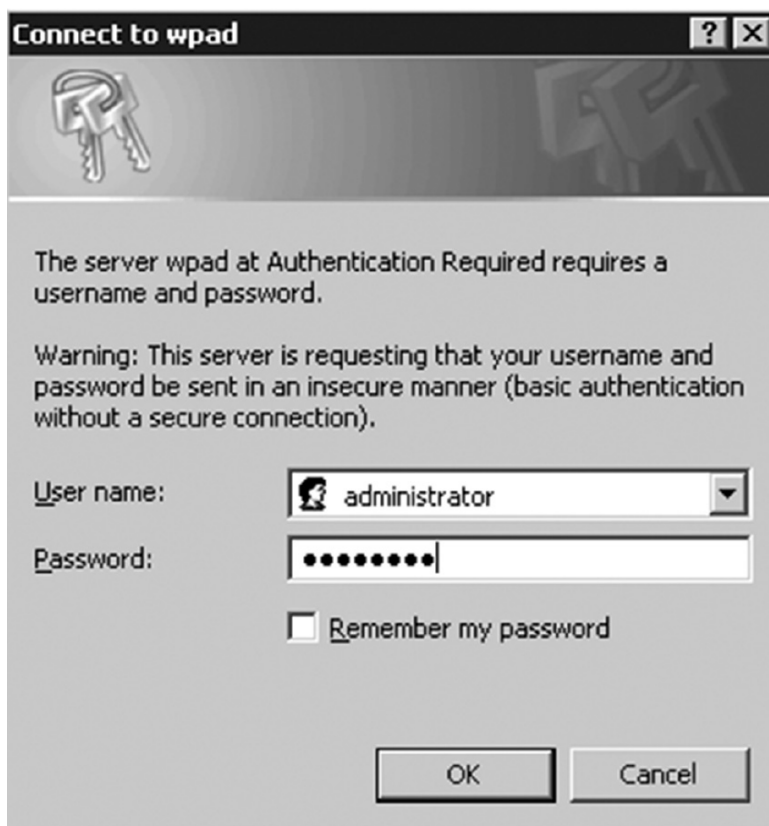 Connect to wpad
The server wpad at Authentication Required requires a
username and password.
Warning: This server is requesting that your username and
password be sent in an insecure manner (basic authentication
without a secure connection).
User name:
administrator
Password:
••••••••
Remember my password
OK
Cancel